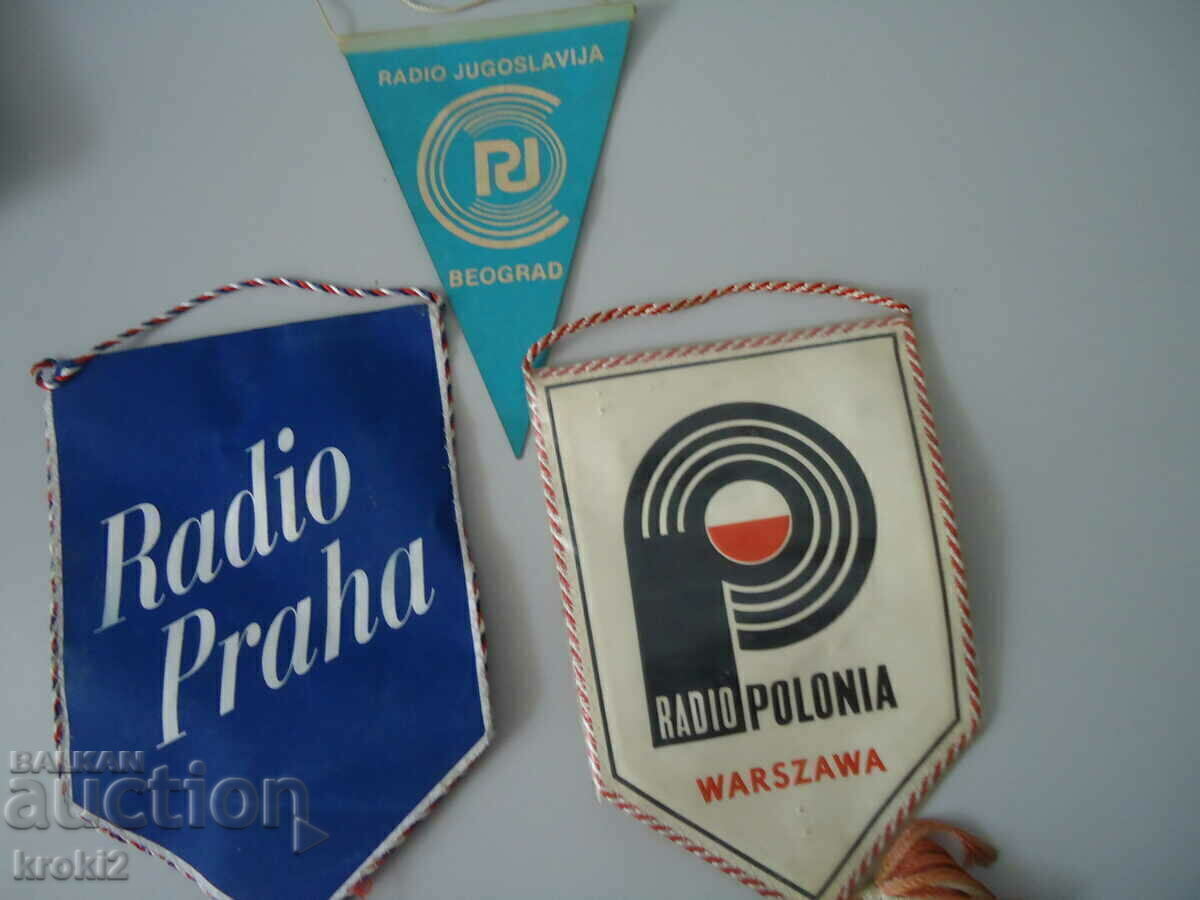 RADIO JUGOSLAVIJA
RJ
BEOGRAD
Radio
Praha
RADIO POLONIA
WARSZAWA
BALKAN
auction
kroki2